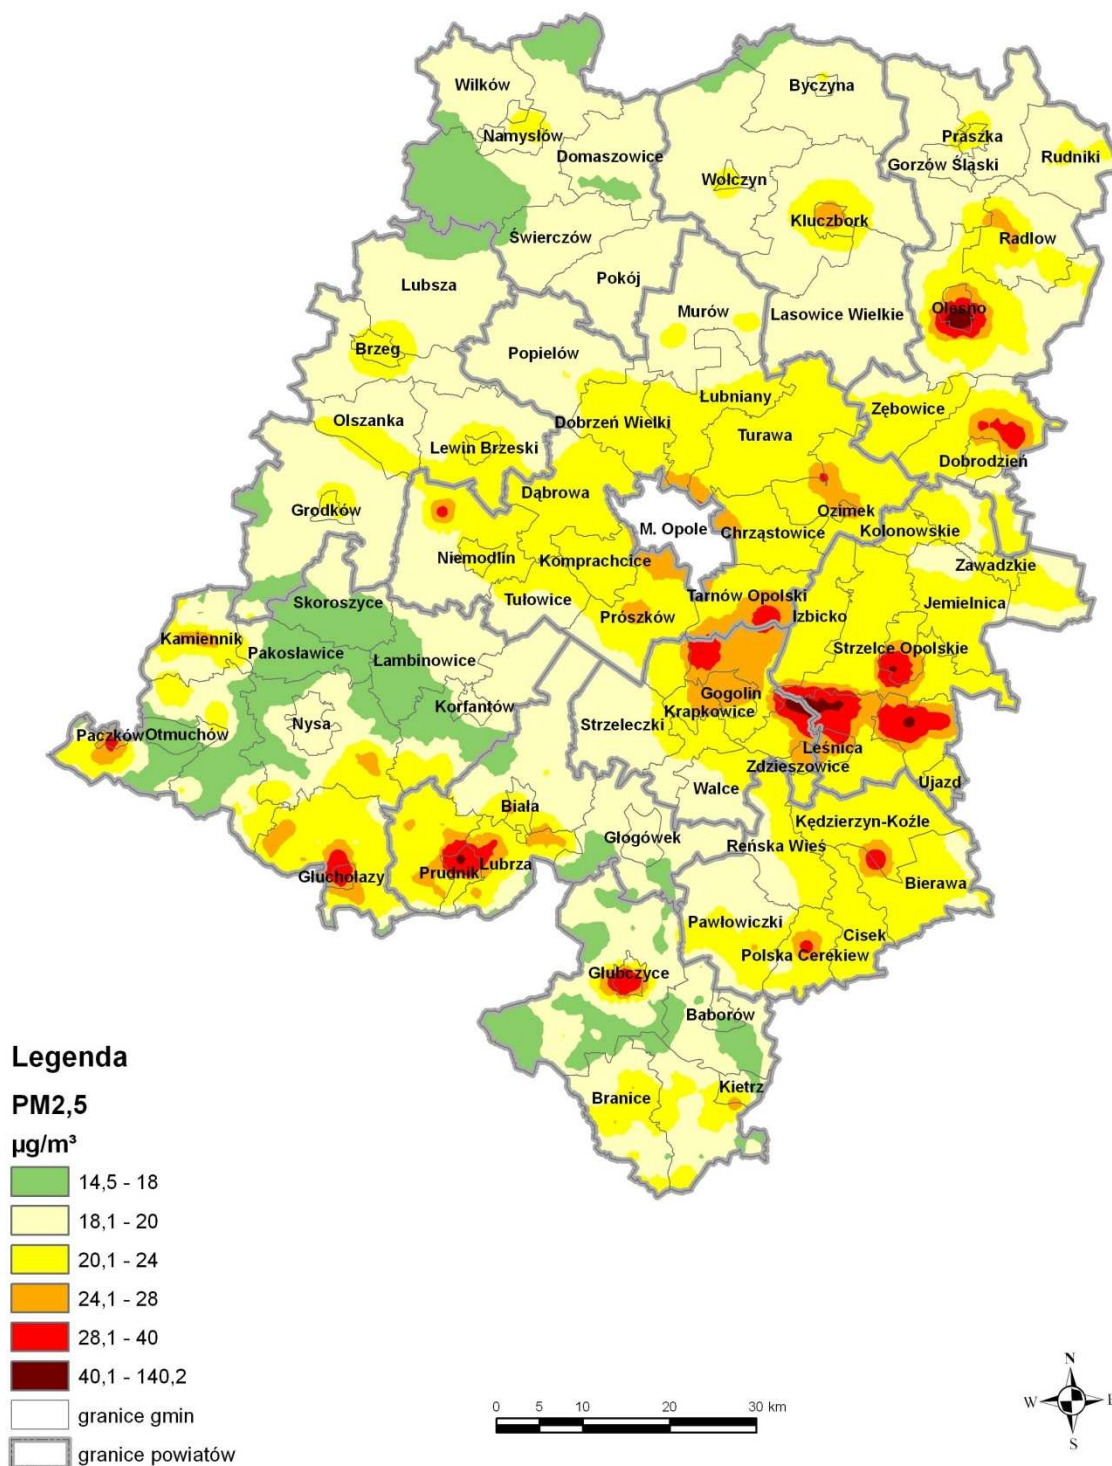 Wilków
Byczyna
Namysłów
Praszka
Domaszowice
Rudniki
Gorzów Śląski
Wołczyn
Kluczbork
Świerczów
Radlow
Pokój
Lubsza
Olesno
Murów
Lasowice Wielkie
Brzeg
Popielów
Łubniany
Zębowice
Olszanka
Dobrzeń Wielki
Turawa
Lewin Brzeski
Dobrodzień
Dąbrowa
Grodków
Ozimek
M. Opole
Chrząstowice
Kolonowskie
Niemodlin
Komprachcice
Zawadzkie
Tarnów Opolski
Skoroszyce
Tułowice
Jemielnica
Prószków
Izbicko
Kamiennik
Pakosławice
Strzelce Opolskie
Lambinowice
Gogolin
Korfantów
Krapkowice
Nysa
Strzeleczki
Paczków
Otmuchów
Leśnica
Zdzieszowice
Ujazd
Walce
Biała
Kędzierzyn-Koźle
Głogówek
Reńska Wieś
Lubrza
Prudnik
Glucholazy
Bierawa
Pawłowiczki
Cisek
Polska Cerekiew
Głubczyce
Baborów
Kietrz
Branice
Legenda
PM2,5
µg/m³
14,5 - 18
18,1 - 20
20,1 - 24
24,1 - 28
28,1 - 40
40,1 - 140,2
granice gmin
granice powiatów
0 5 10 20 30 km
N
W E
S